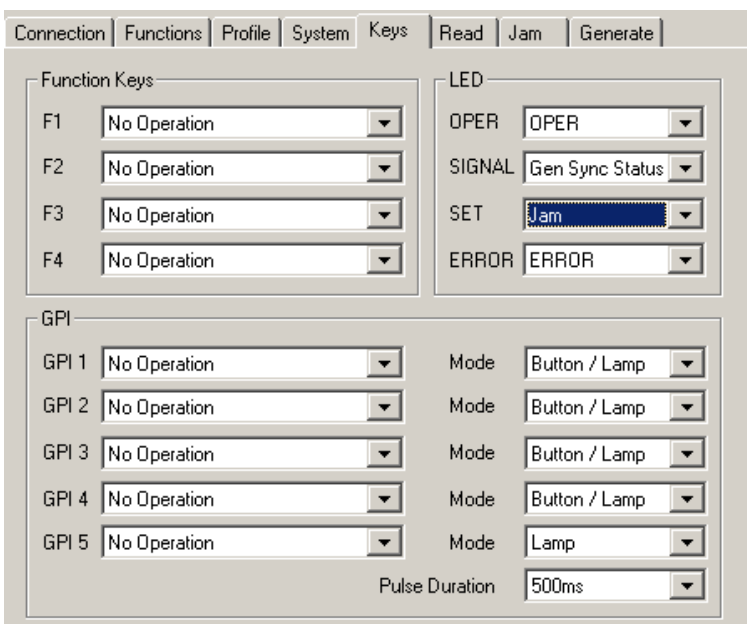 Connection Functions Profile System Keys Read Jam Generate
Function Keys
F1 No Operation
F2 No Operation
F3 No Operation
F4 No Operation
LED
OPER OPER
SIGNAL Gen Sync Status
SET Jam
ERROR ERROR
GPI
GPI 1 No Operation Mode Button / Lamp
GPI 2 No Operation Mode Button / Lamp
GPI 3 No Operation Mode Button / Lamp
GPI 4 No Operation Mode Button / Lamp
GPI 5 No Operation Mode Lamp
Pulse Duration 500ms